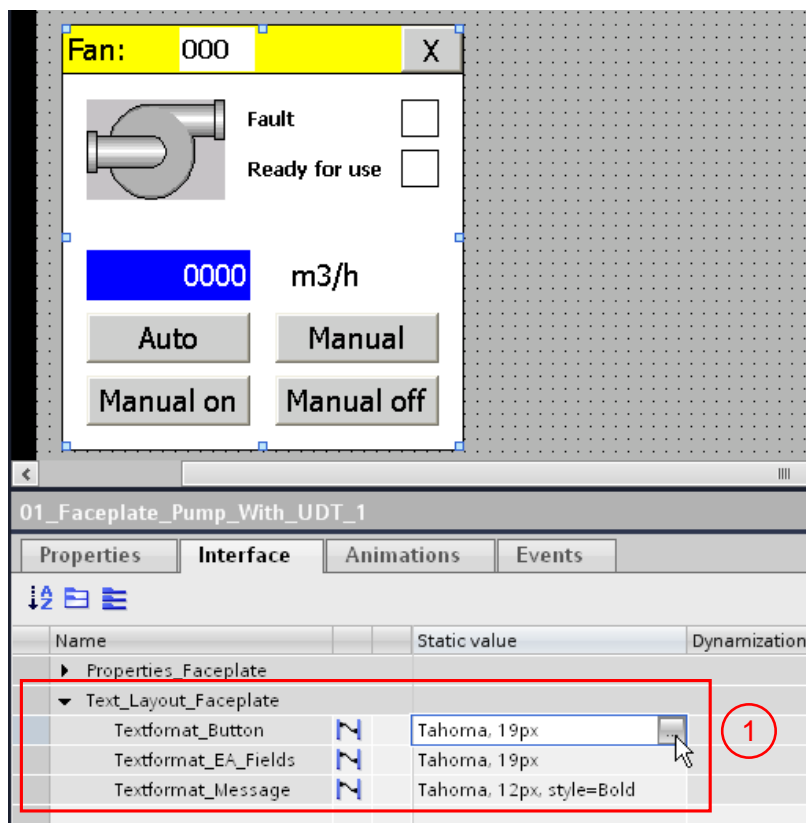 Fan: 000 X
Fault
Ready for use
0000 m3/h
Auto Manual
Manual on Manual off
01_Faceplate_Pump_With_UDT_1
Properties Interface Animations Events
Name Static value Dynamization
Properties_Faceplate
Text_Layout_Faceplate
Textformat_Button Tahoma, 19px ...
Textformat_EA_Fields Tahoma, 19px
Textformat_Message Tahoma, 12px, style=Bold
1